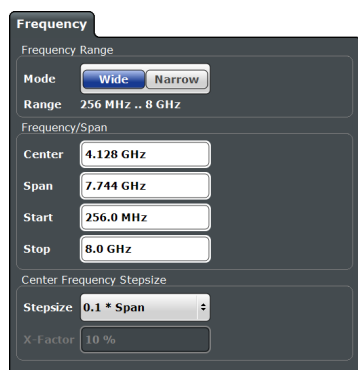 Frequency
Frequency Range
Mode Wide Narrow
Range 256 MHz .. 8 GHz
Frequency/Span
Center 4.128 GHz
Span 7.744 GHz
Start 256.0 MHz
Stop 8.0 GHz
Center Frequency Stepsize
Stepsize 0.1 * Span
X-Factor 10 %